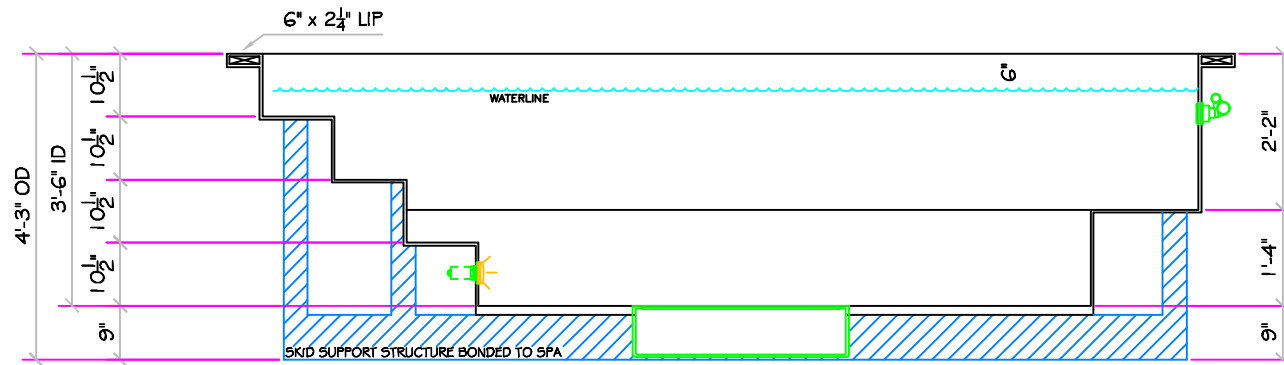 6" x 2¼" LIP
6"
WATERLINE
4'-3" OD
3'-6" ID
10½"
10½"
10½"
10½"
9"
2'-2"
1'-4"
9"
SKID SUPPORT STRUCTURE BONDED TO SPA